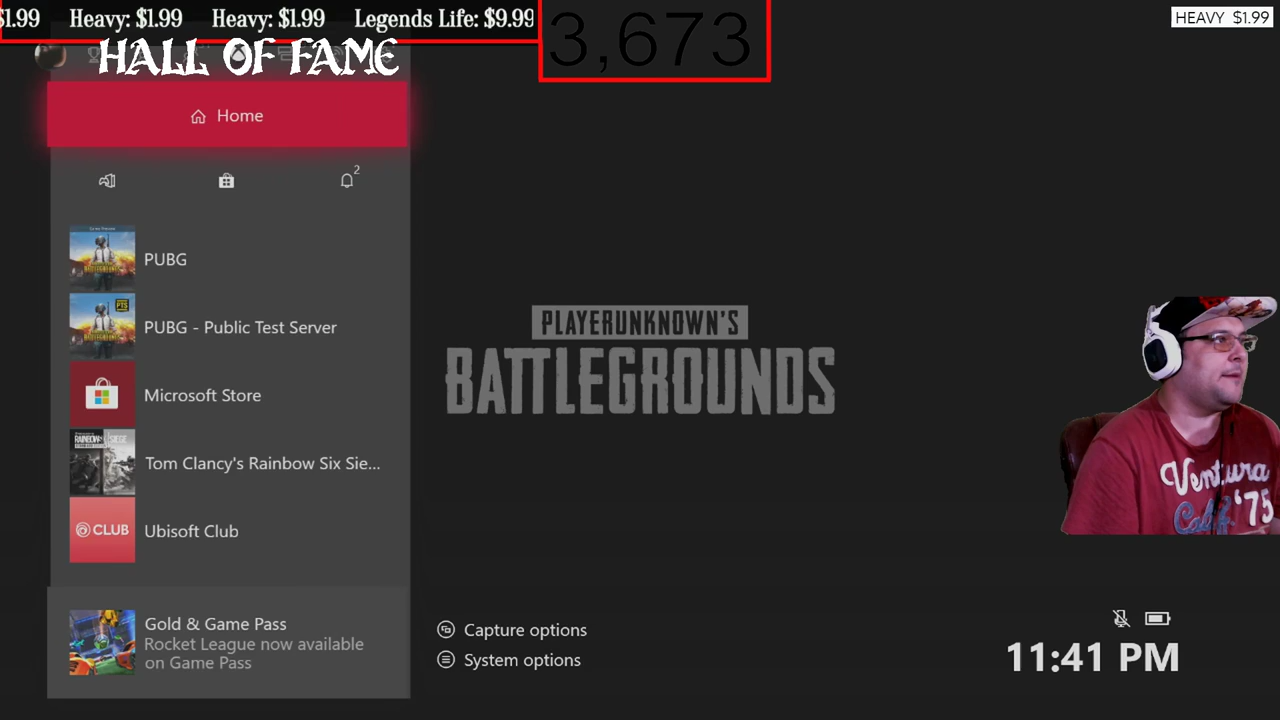 $1.99 Heavy: $1.99 Heavy: $1.99 Legends Life: $9.99
3,673
HEAVY $1.99
HALL OF FAME
Home
2
PUBG
PUBG - Public Test Server
Microsoft Store
Tom Clancy's Rainbow Six Sie...
CLUB
Ubisoft Club
Gold & Game Pass
Rocket League now available
on Game Pass
PLAYERUNKNOWN'S
BATTLEGROUNDS
Ventura
Calif. '75
Capture options
System options
11:41 PM